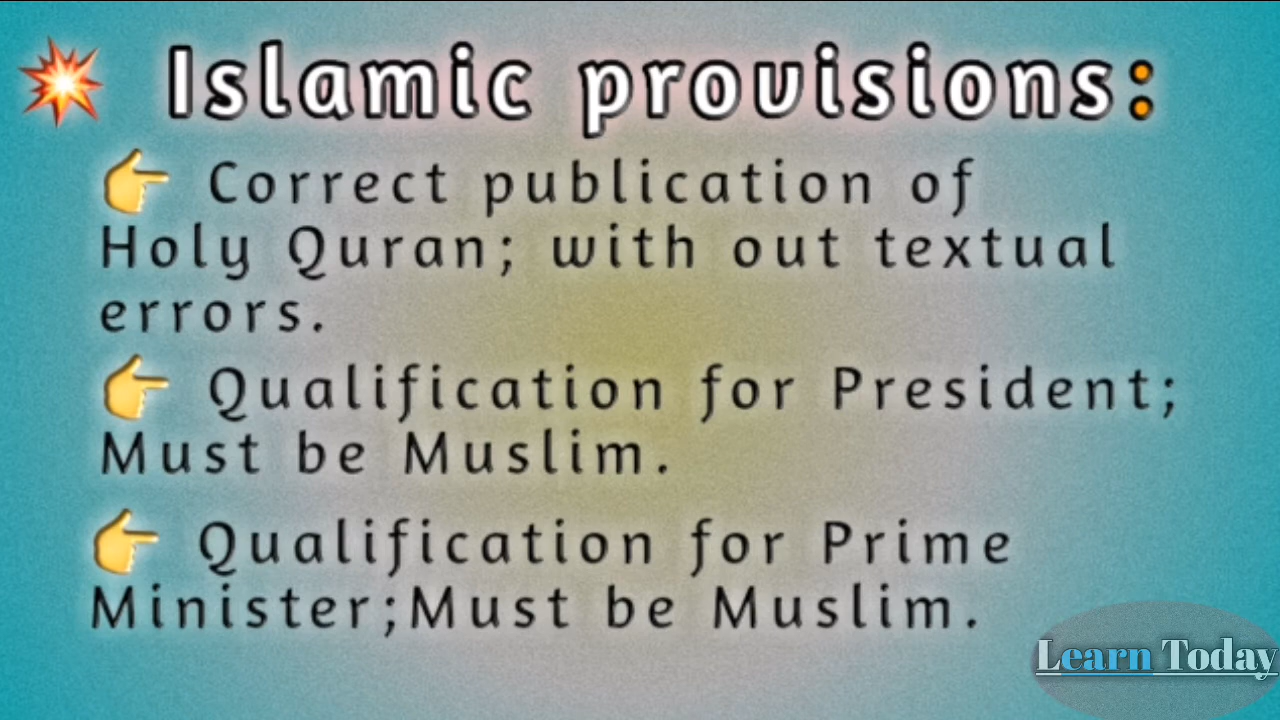 Islamic provisions:
Correct publication of
Holy Quran; with out textual
errors.
Qualification for President;
Must be Muslim.
Qualification for Prime
Minister;Must be Muslim.
Learn Today